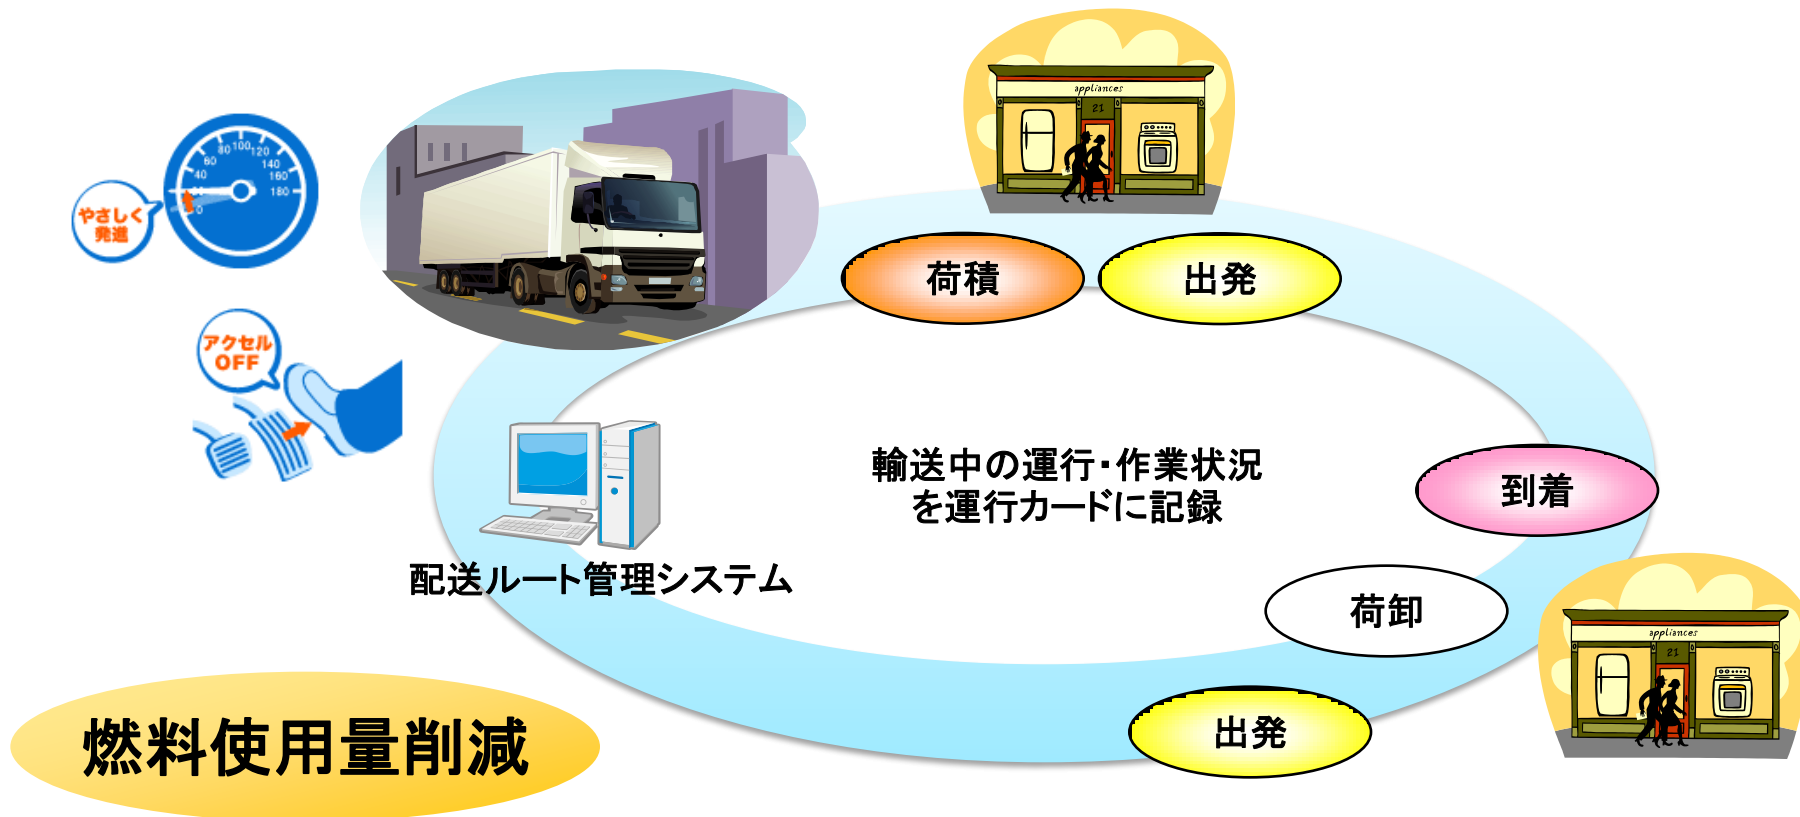 appliances
21
80 100 120
60 140
40 160
20 180
0
やさしく
発進
荷積
出発
アクセル
OFF
輸送中の運行・作業状況
を運行カードに記録
到着
配送ルート管理システム
荷卸
appliances
21
燃料使用量削減
出発